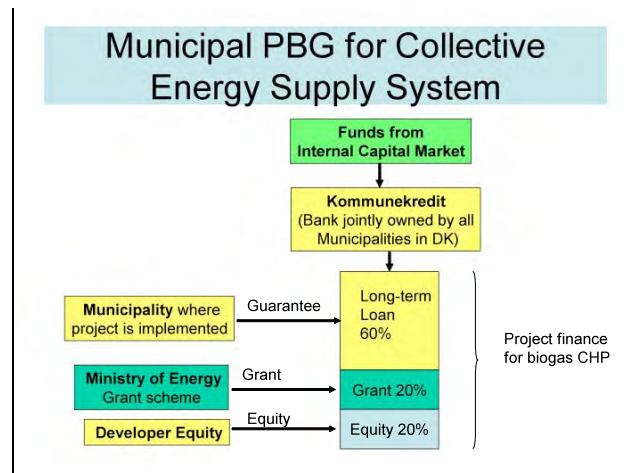 Municipal PBG for Collective
Energy Supply System
Funds from
Internal Capital Market
Kommunekredit
(Bank jointly owned by all
Municipalities in DK)
Municipality where
project is implemented
Guarantee
Long-term
Loan
60%
Project finance
for biogas CHP
Ministry of Energy
Grant scheme
Grant
Grant 20%
Developer Equity
Equity
Equity 20%